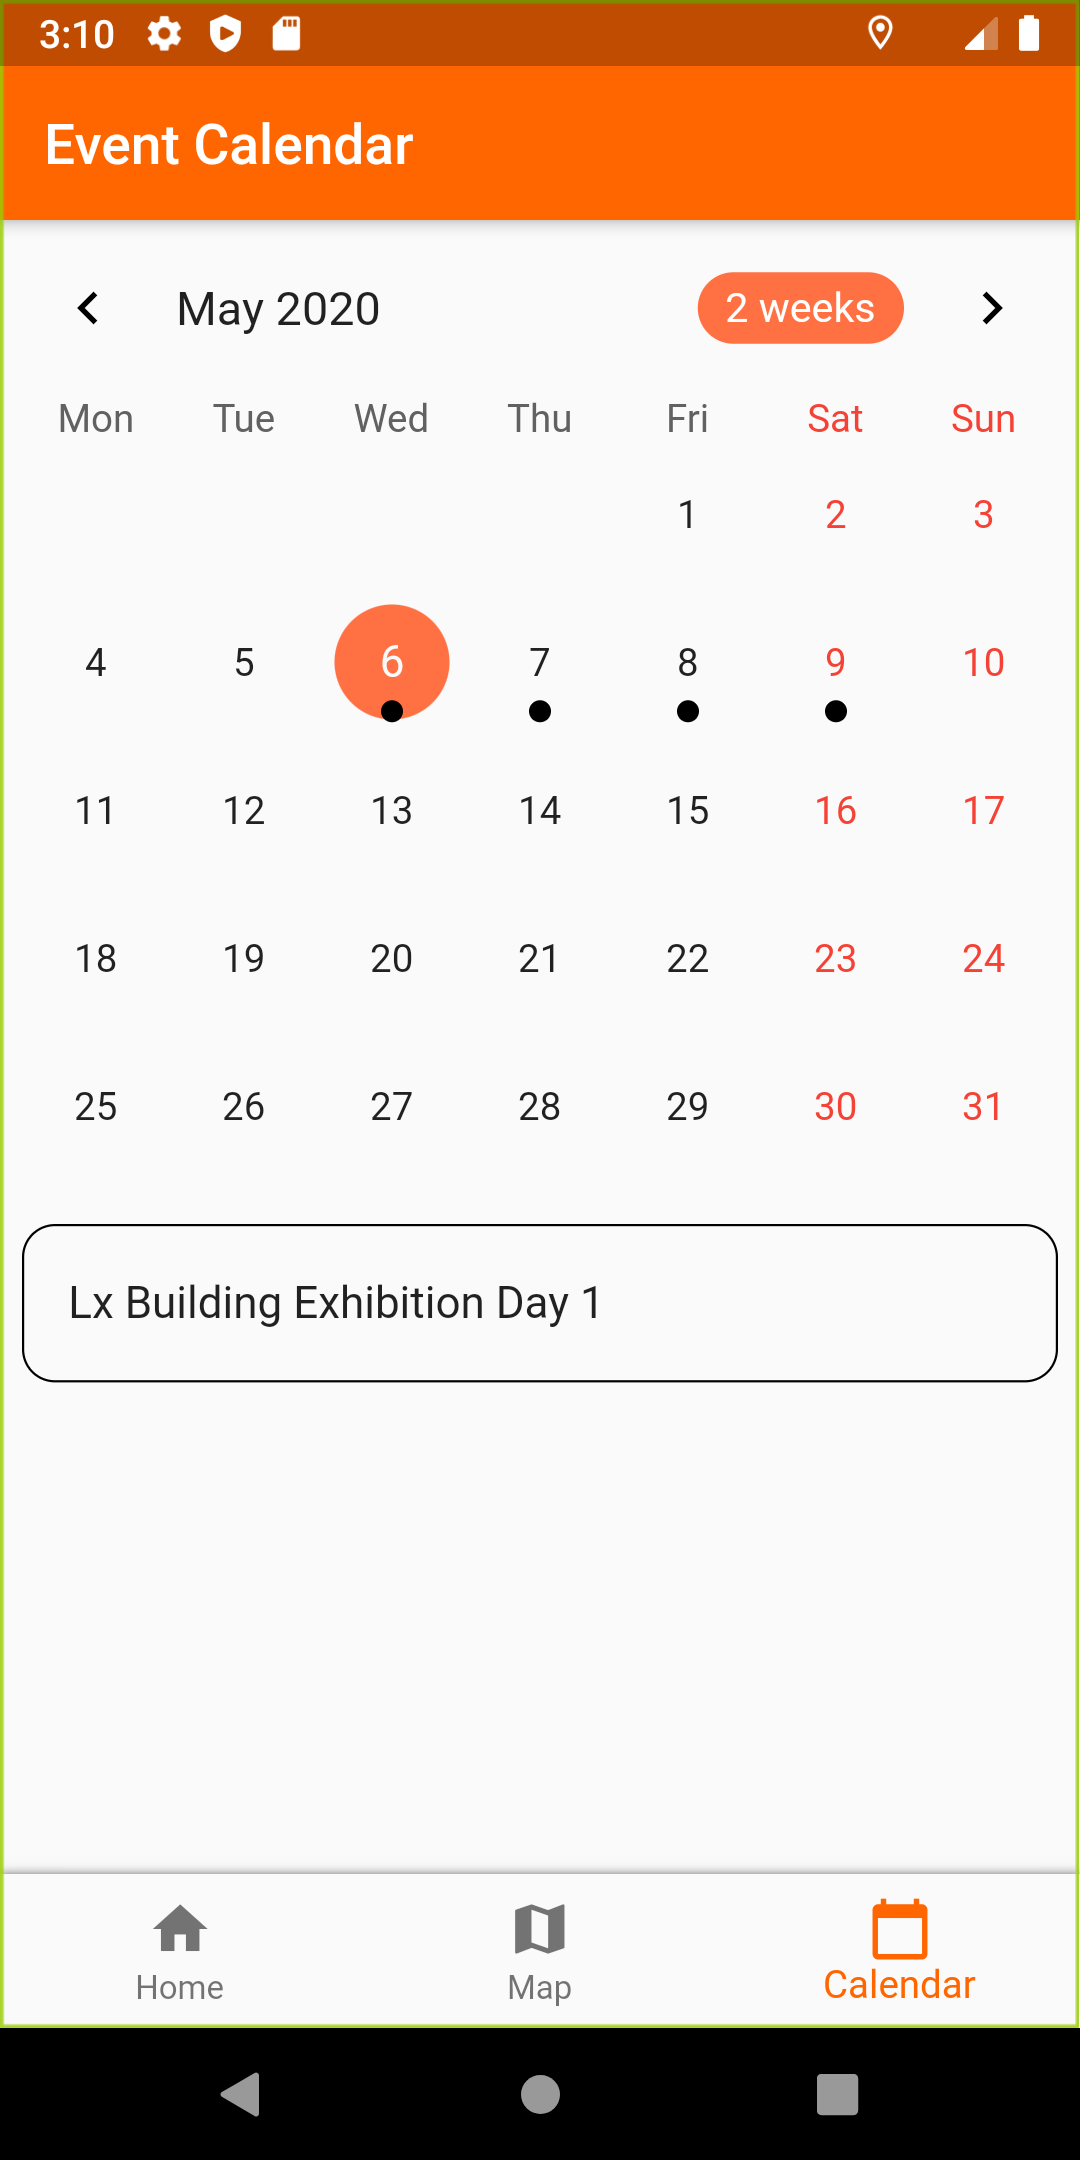 3:10
Event Calendar
May 2020 2 weeks
Mon Tue Wed Thu Fri Sat Sun
1 2 3
4 5 6 7 8 9 10
11 12 13 14 15 16 17
18 19 20 21 22 23 24
25 26 27 28 29 30 31
Lx Building Exhibition Day 1
Home Map Calendar